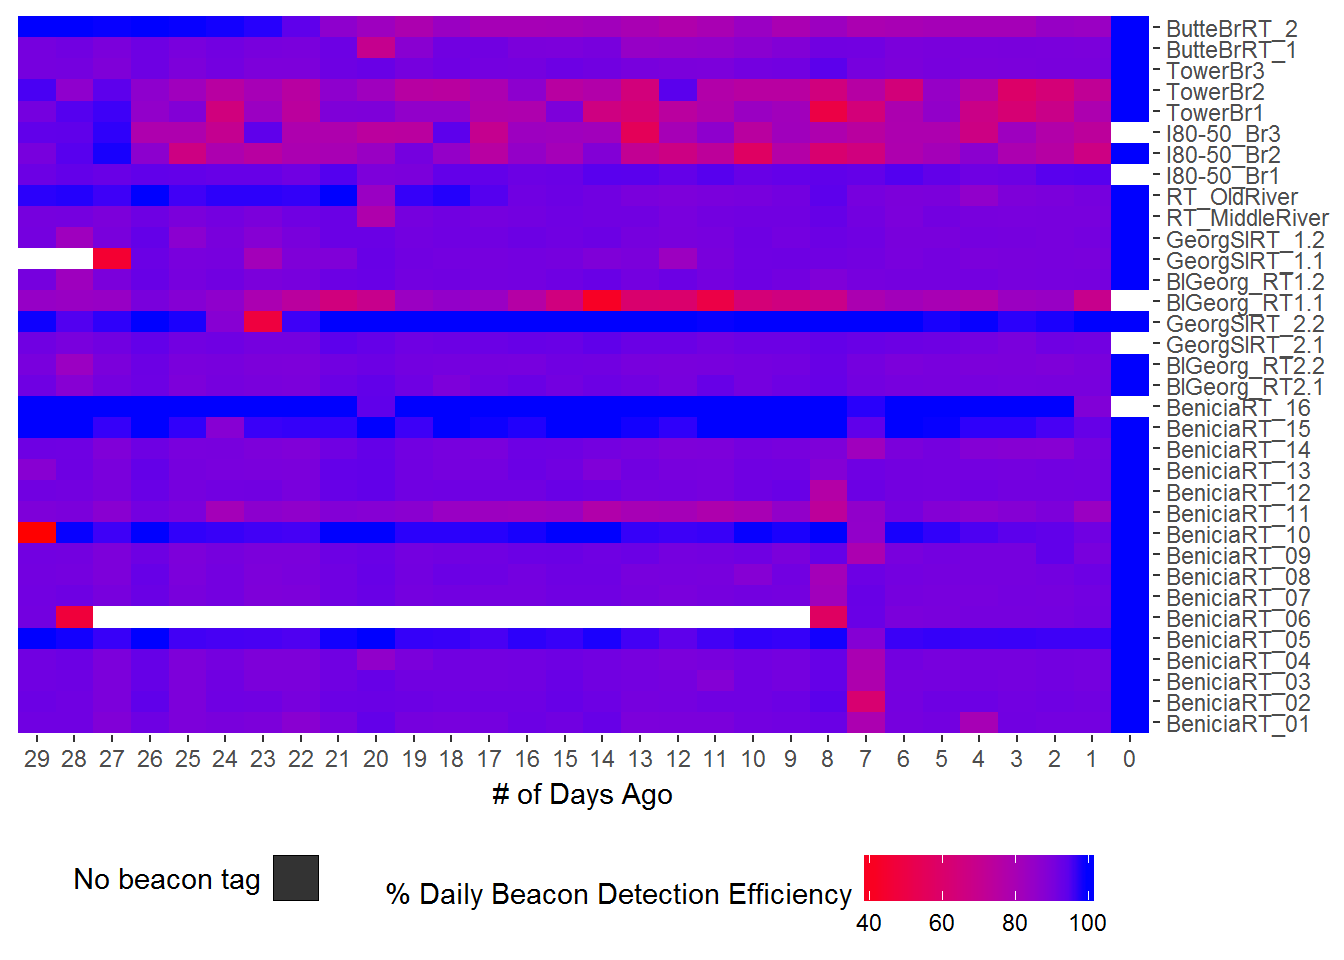 ButteBrRT_2
ButteBrRT_1
TowerBr3
TowerBr2
TowerBr1
I80-50_Br3
I80-50_Br2
I80-50_Br1
RT_OldRiver
RT_MiddleRiver
GeorgSlRT_1.2
GeorgSlRT_1.1
BlGeorg_RT1.2
BlGeorg_RT1.1
GeorgSlRT_2.2
GeorgSlRT_2.1
BlGeorg_RT2.2
BlGeorg_RT2.1
BeniciaRT_16
BeniciaRT_15
BeniciaRT_14
BeniciaRT_13
BeniciaRT_12
BeniciaRT_11
BeniciaRT_10
BeniciaRT_09
BeniciaRT_08
BeniciaRT_07
BeniciaRT_06
BeniciaRT_05
BeniciaRT_04
BeniciaRT_03
BeniciaRT_02
BeniciaRT_01
29 28 27 26 25 24 23 22 21 20 19 18 17 16 15 14 13 12 11 10 9 8 7 6 5 4 3 2 1 0
# of Days Ago
No beacon tag
% Daily Beacon Detection Efficiency
40 60 80 100